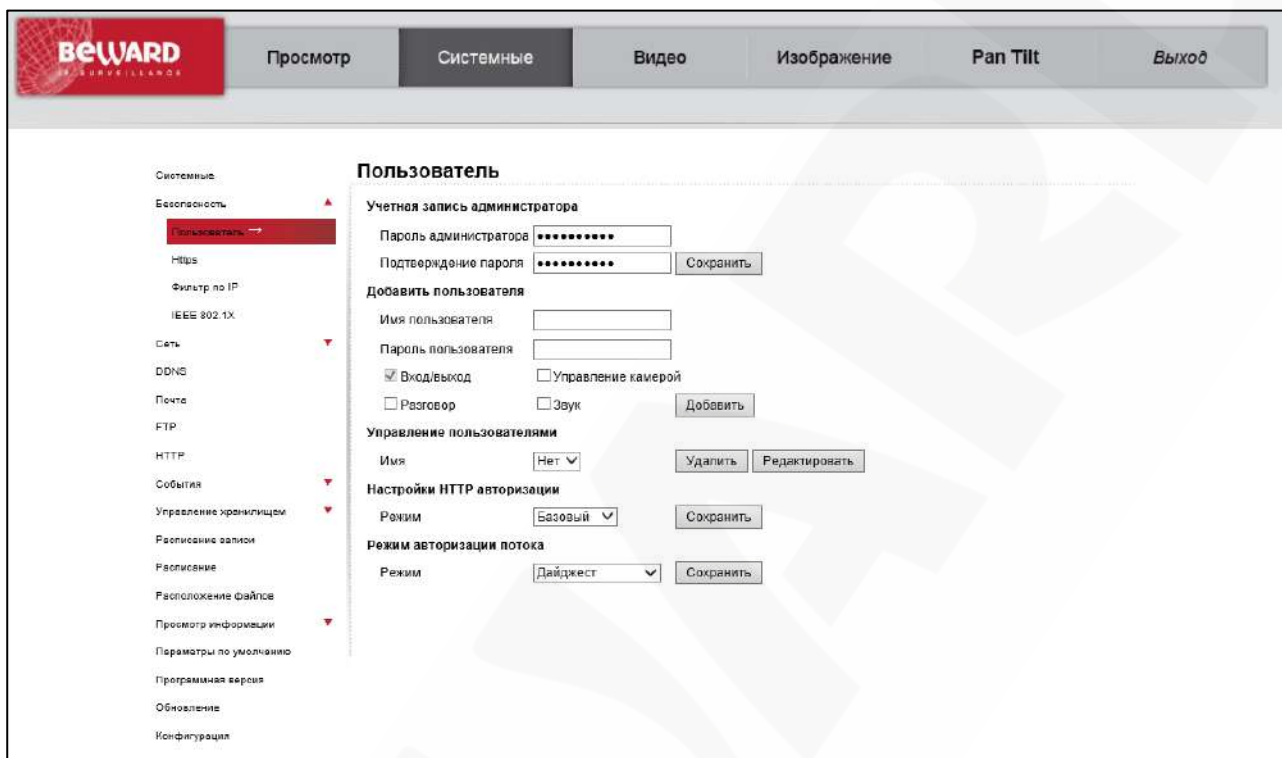 BEWARD
IP SURVEILLANCE
Просмотр
Системные
Видео
Изображение
Pan Tilt
Выход
Системные
Безопасность
Пользователь →
Https
Фильтр по IP
IEEE 802.1X
Сеть
DDNS
Почта
FTP
HTTP
События
Управление хранилищем
Расписание записи
Расписание
Расположение файлов
Просмотр информации
Параметры по умолчанию
Программная версия
Обновление
Конфигурация
Пользователь
Учетная запись администратора
Пароль администратора ••••••••••
Подтверждение пароля •••••••••• Сохранить
Добавить пользователя
Имя пользователя
Пароль пользователя
Вход/выход Управление камерой
Разговор Звук Добавить
Управление пользователями
Имя Нет Удалить Редактировать
Настройки HTTP авторизации
Режим Базовый Сохранить
Режим авторизации потока
Режим Дайджест Сохранить